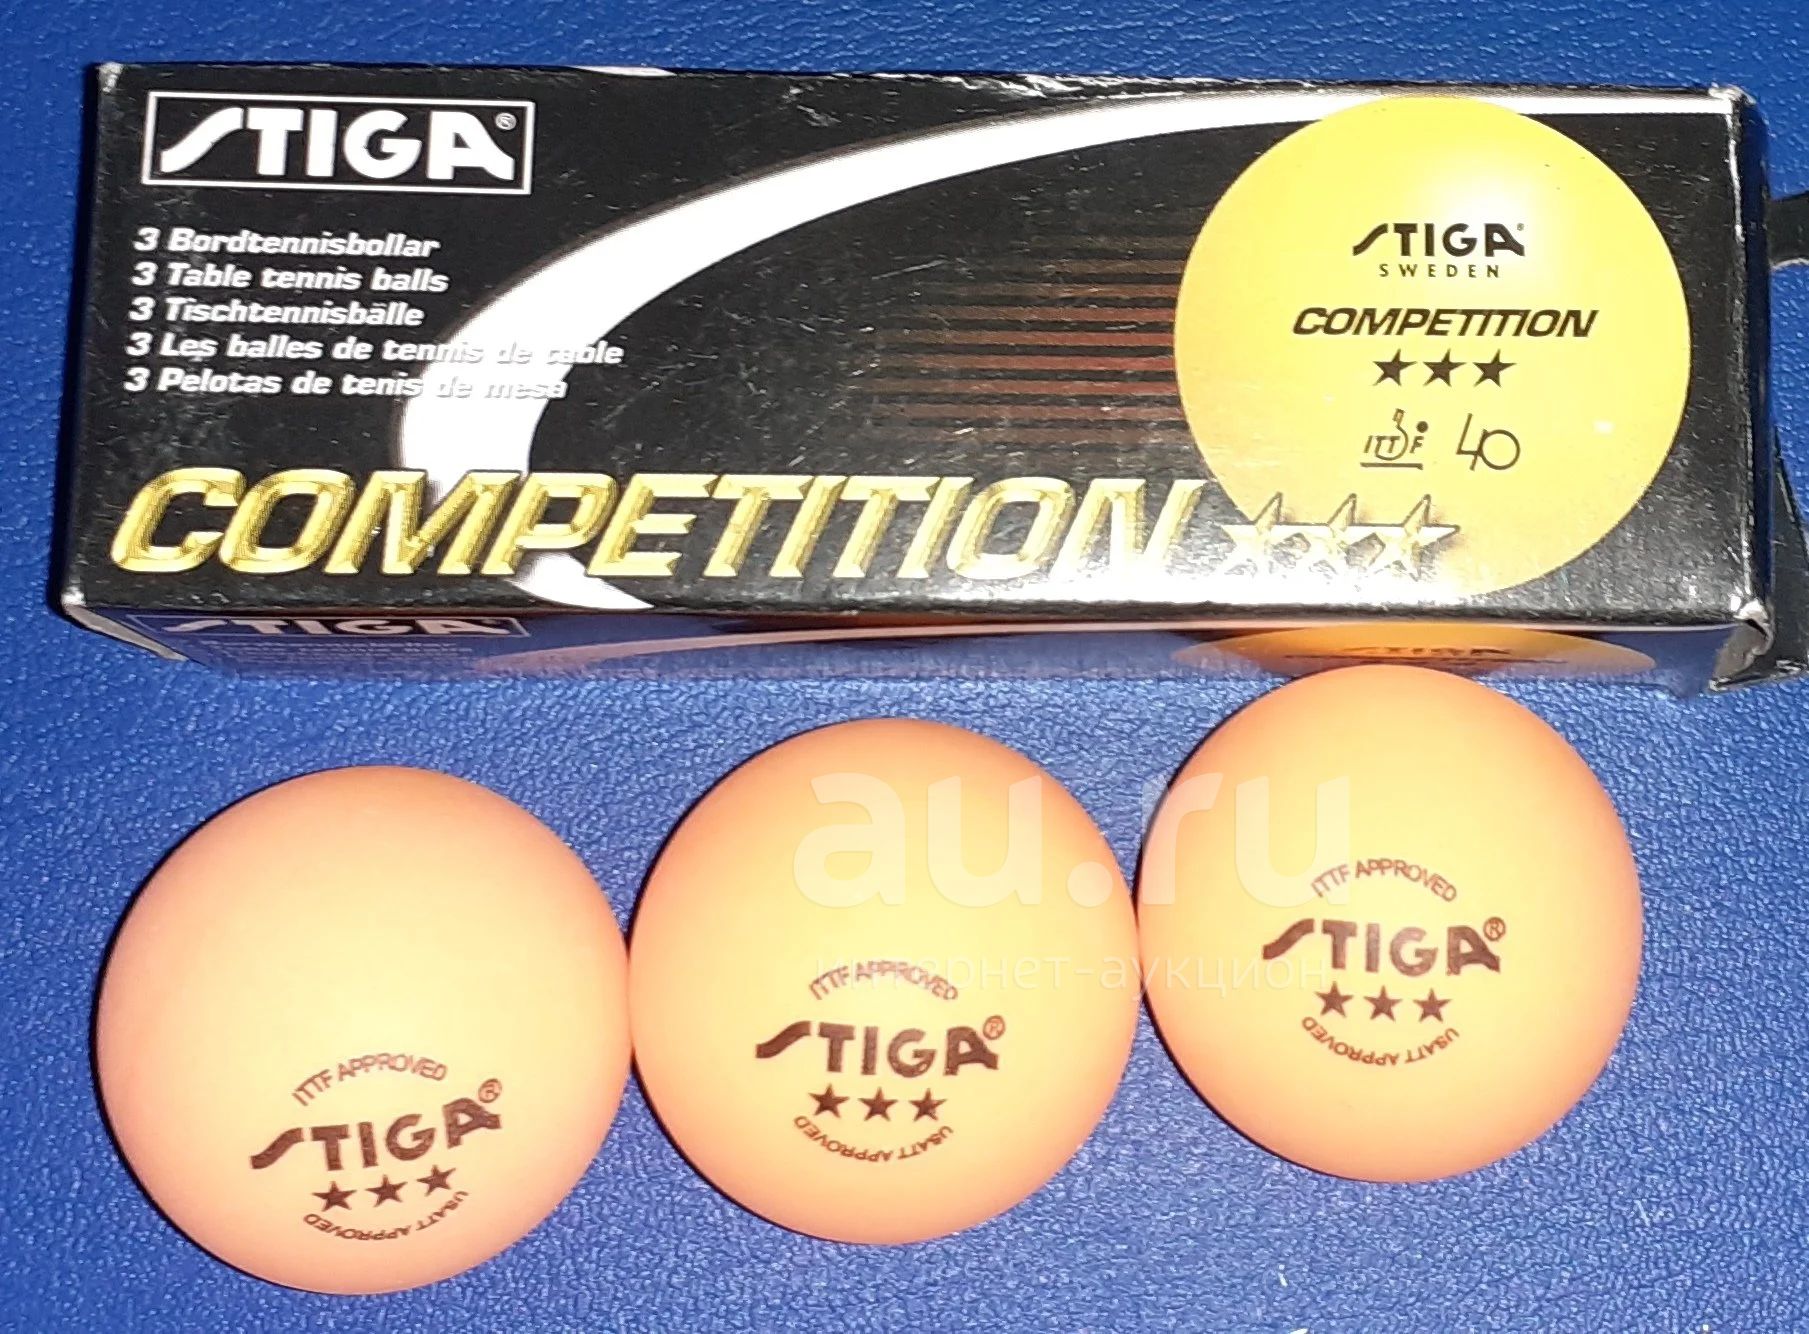 STIGA®
3 Bordtennisbollar
3 Table tennis balls
3 Tischtennisbälle
3 Les balles de tennis de table
3 Pelotas de tenis de mesa
COMPETITION ★★★
STIGA®
SWEDEN
COMPETITION
★★★
ITTF 40
STIGA
STIGA
ITTF APPROVED
STIGA®
★★★
USATT APPROVED
ITTF APPROVED
STIGA®
★★★
USATT APPROVED
ITTF APPROVED
STIGA®
★★★
USATT APPROVED
au.ru
интернет-аукцион